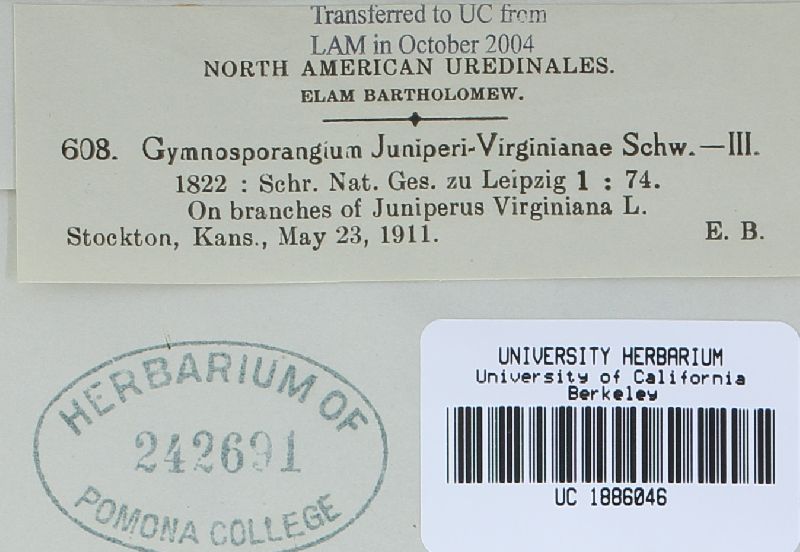 Transferred to UC from
LAM in October 2004
NORTH AMERICAN UREDINALES.
ELAM BARTHOLOMEW.
608. Gymnosporangium Juniperi-Virginianae Schw.—III.
1822 : Schr. Nat. Ges. zu Leipzig 1 : 74.
On branches of Juniperus Virginiana L.
Stockton, Kans., May 23, 1911. E. B.
HERBARIUM OF
242691
POMONA COLLEGE
UNIVERSITY HERBARIUM
University of California
Berkeley
UC 1886046